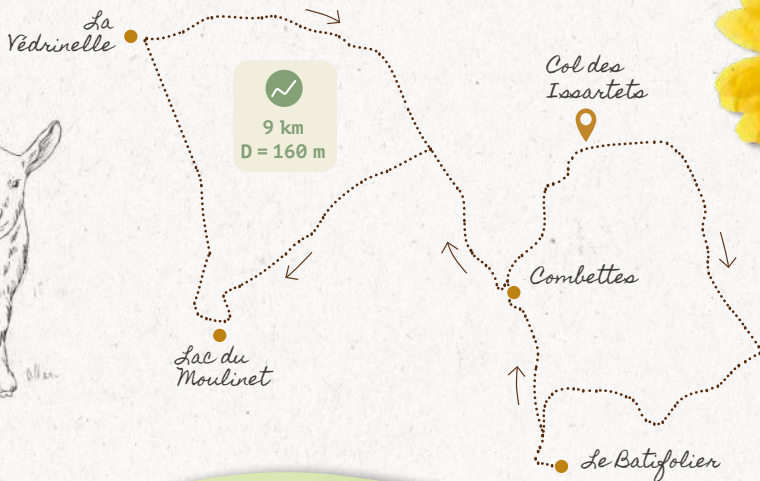 La
Védrinelle
9 km
D = 160 m
Col des
Issartets
Combettes
Lac du
Moulinet
Le Batifolier